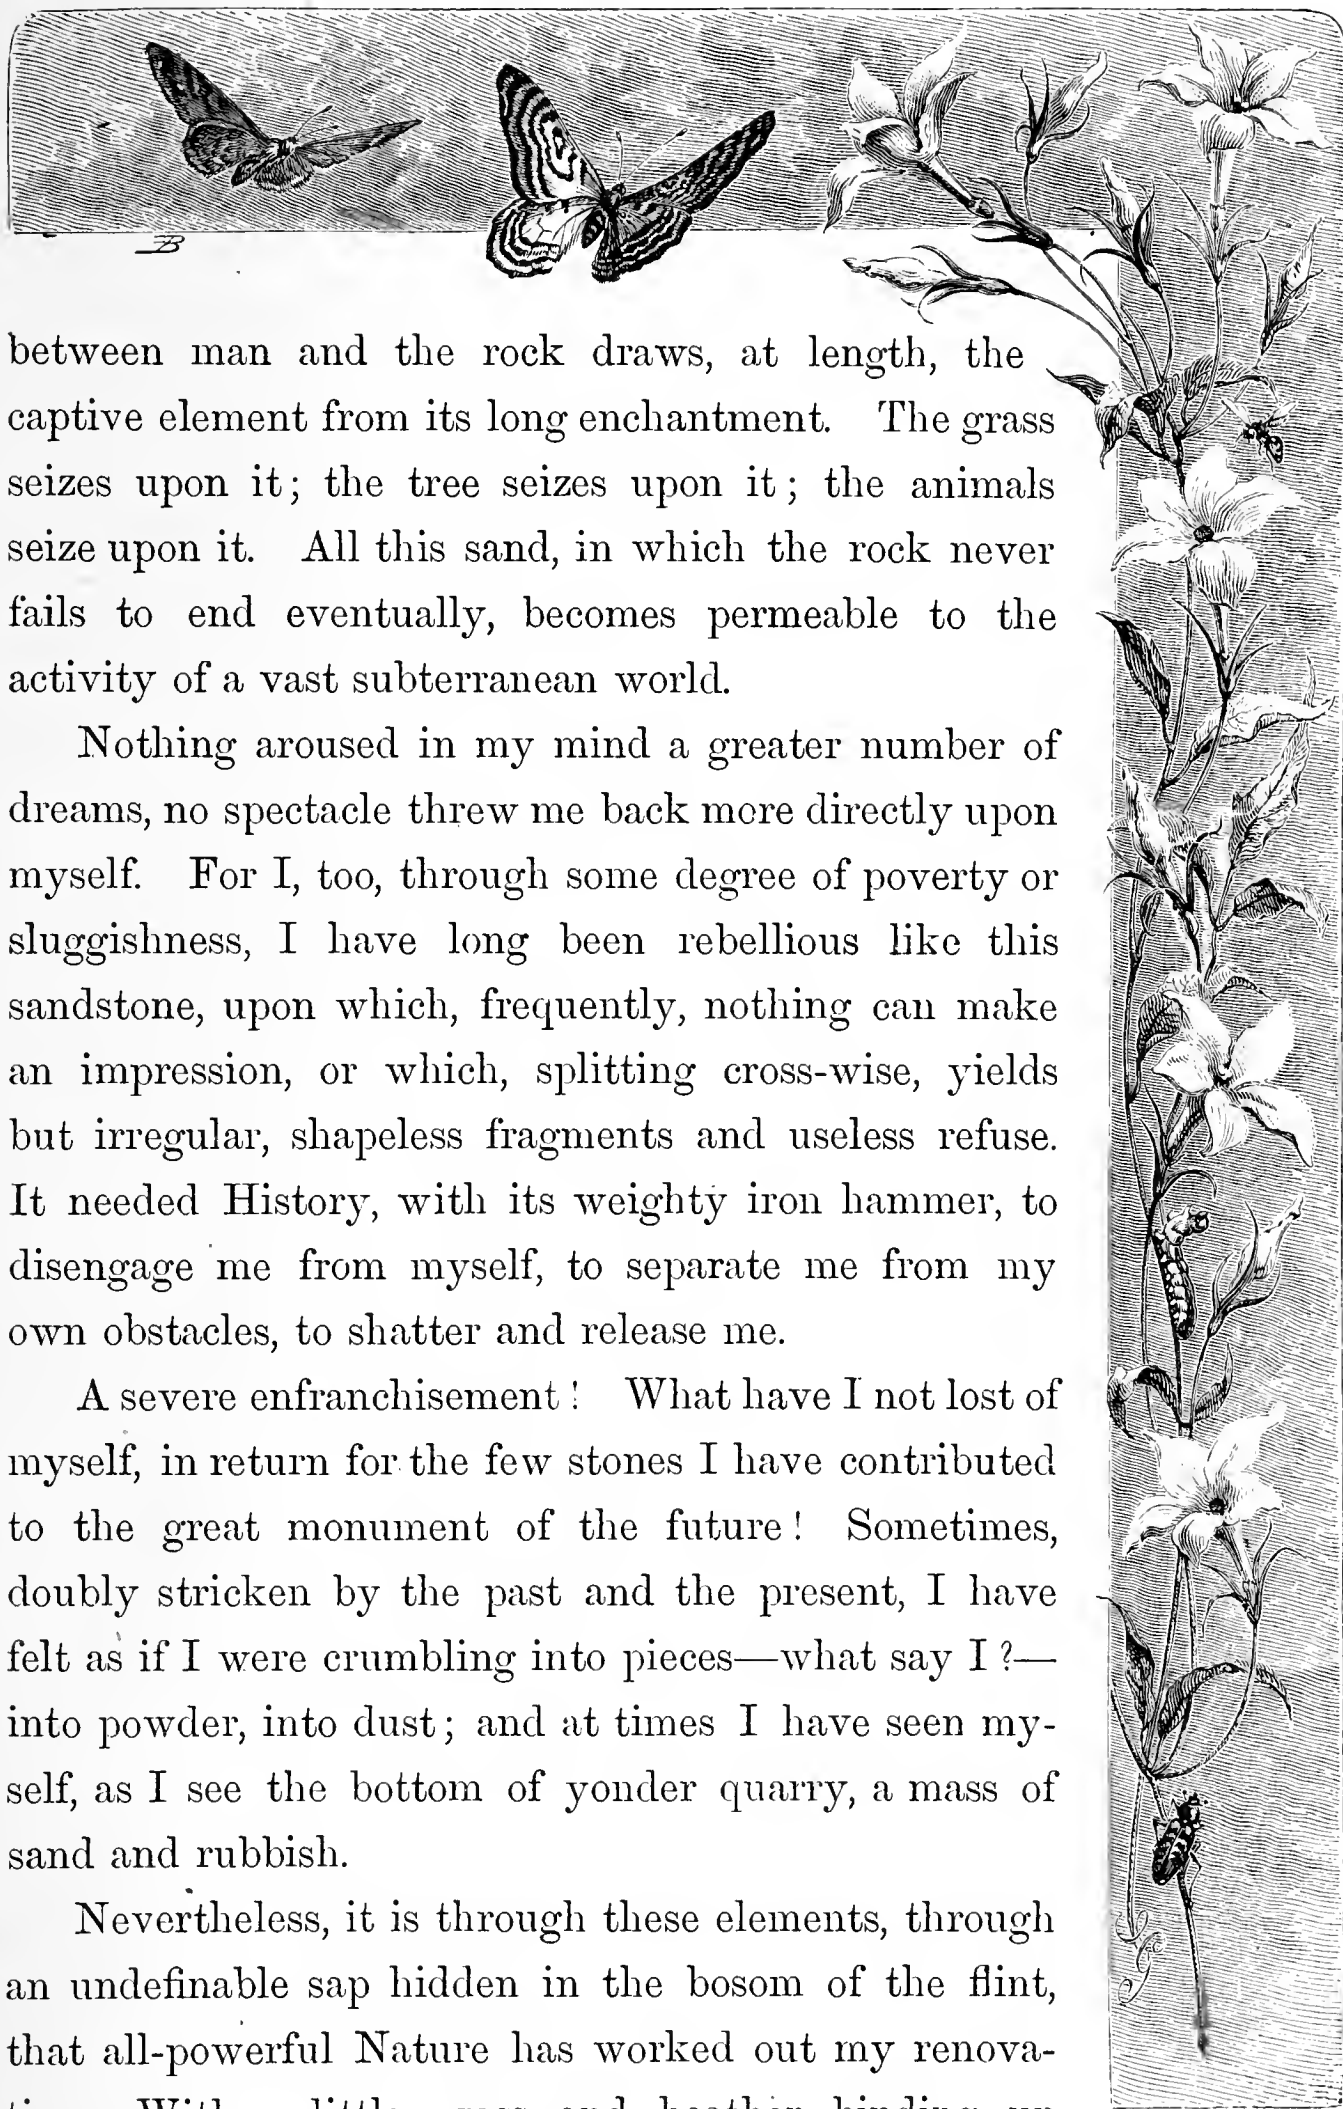 between man and the rock draws, at length, the
captive element from its long enchantment. The grass
seizes upon it; the tree seizes upon it; the animals
seize upon it. All this sand, in which the rock never
fails to end eventually, becomes permeable to the
activity of a vast subterranean world.
Nothing aroused in my mind a greater number of
dreams, no spectacle threw me back more directly upon
myself. For I, too, through some degree of poverty or
sluggishness, I have long been rebellious like this
sandstone, upon which, frequently, nothing can make
an impression, or which, splitting cross-wise, yields
but irregular, shapeless fragments and useless refuse.
It needed History, with its weighty iron hammer, to
disengage me from myself, to separate me from my
own obstacles, to shatter and release me.
A severe enfranchisement! What have I not lost of
myself, in return for the few stones I have contributed
to the great monument of the future! Sometimes,
doubly stricken by the past and the present, I have
felt as if I were crumbling into pieces—what say I?—
into powder, into dust; and at times I have seen my-
self, as I see the bottom of yonder quarry, a mass of
sand and rubbish.
Nevertheless, it is through these elements, through
an undefinable sap hidden in the bosom of the flint,
that all-powerful Nature has worked out my renova-